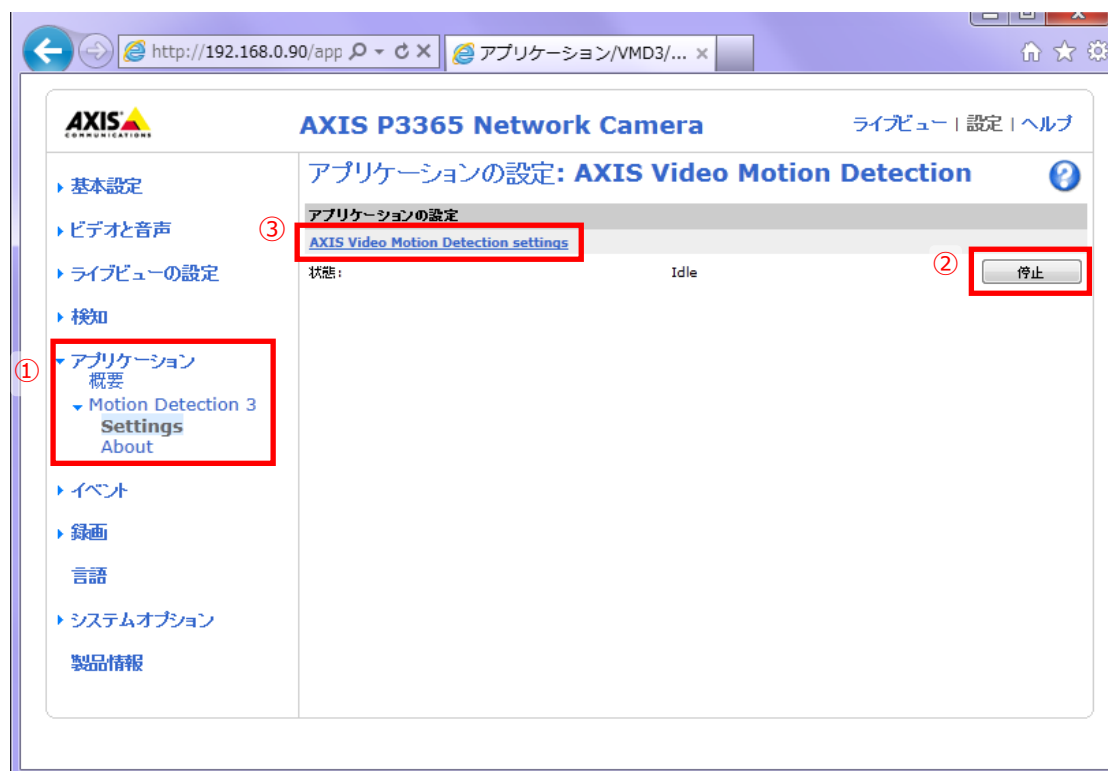 http://192.168.0.90/app
アプリケーション/VMD3/...
AXIS
COMMUNICATIONS
AXIS P3365 Network Camera
ライブビュー | 設定 | ヘルプ
基本設定
ビデオと音声
ライブビューの設定
検知
①
アプリケーション
概要
Motion Detection 3
Settings
About
イベント
録画
言語
システムオプション
製品情報
アプリケーションの設定: AXIS Video Motion Detection
アプリケーションの設定
③
AXIS Video Motion Detection settings
状態:
Idle
②
停止